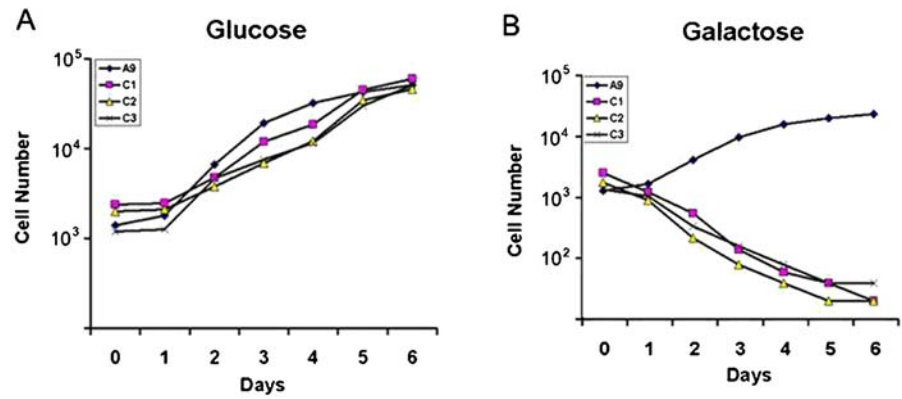 A
Glucose
10^5
A9
C1
C2
C3
10^4
10^3
Cell Number
0 1 2 3 4 5 6
Days
B
Galactose
10^5
A9
C1
C2
C3
10^4
10^3
10^2
Cell Number
0 1 2 3 4 5 6
Days